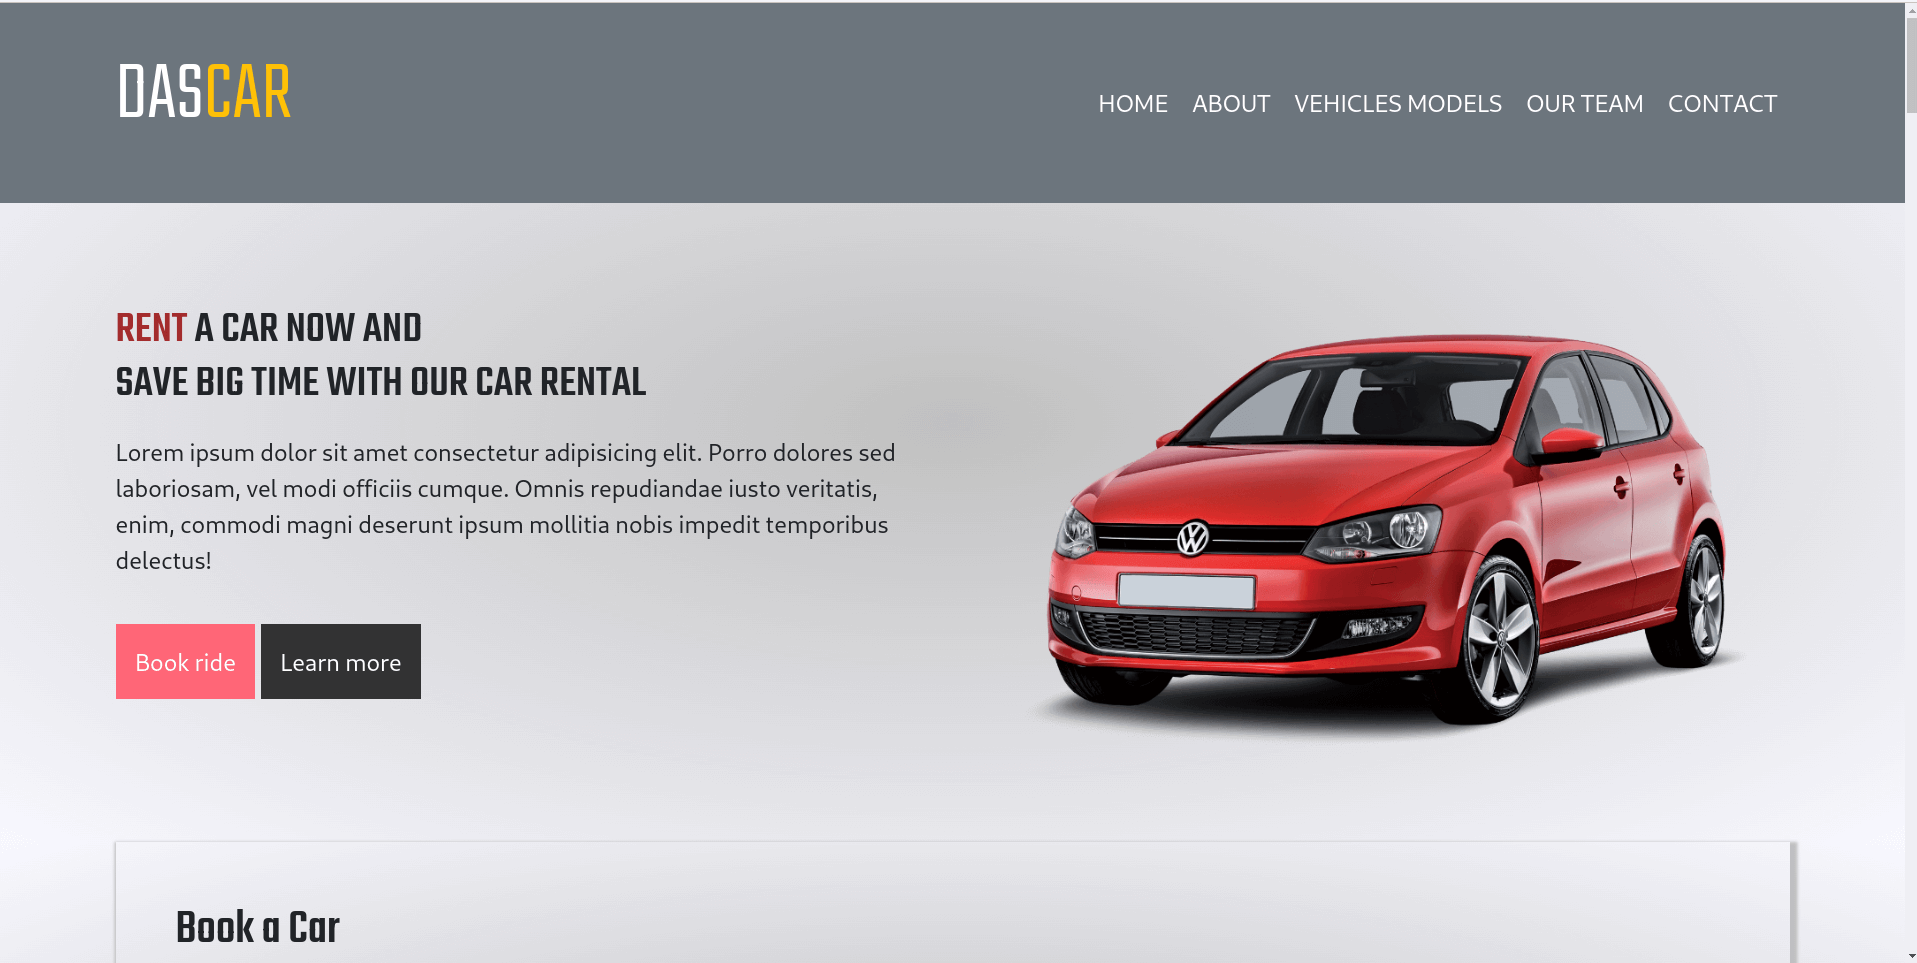 DASCAR
HOME ABOUT VEHICLES MODELS OUR TEAM CONTACT
RENT A CAR NOW AND
SAVE BIG TIME WITH OUR CAR RENTAL
Lorem ipsum dolor sit amet consectetur adipisicing elit. Porro dolores sed
laboriosam, vel modi officiis cumque. Omnis repudiandae iusto veritatis,
enim, commodi magni deserunt ipsum mollitia nobis impedit temporibus
delectus!
Book ride Learn more
Book a Car